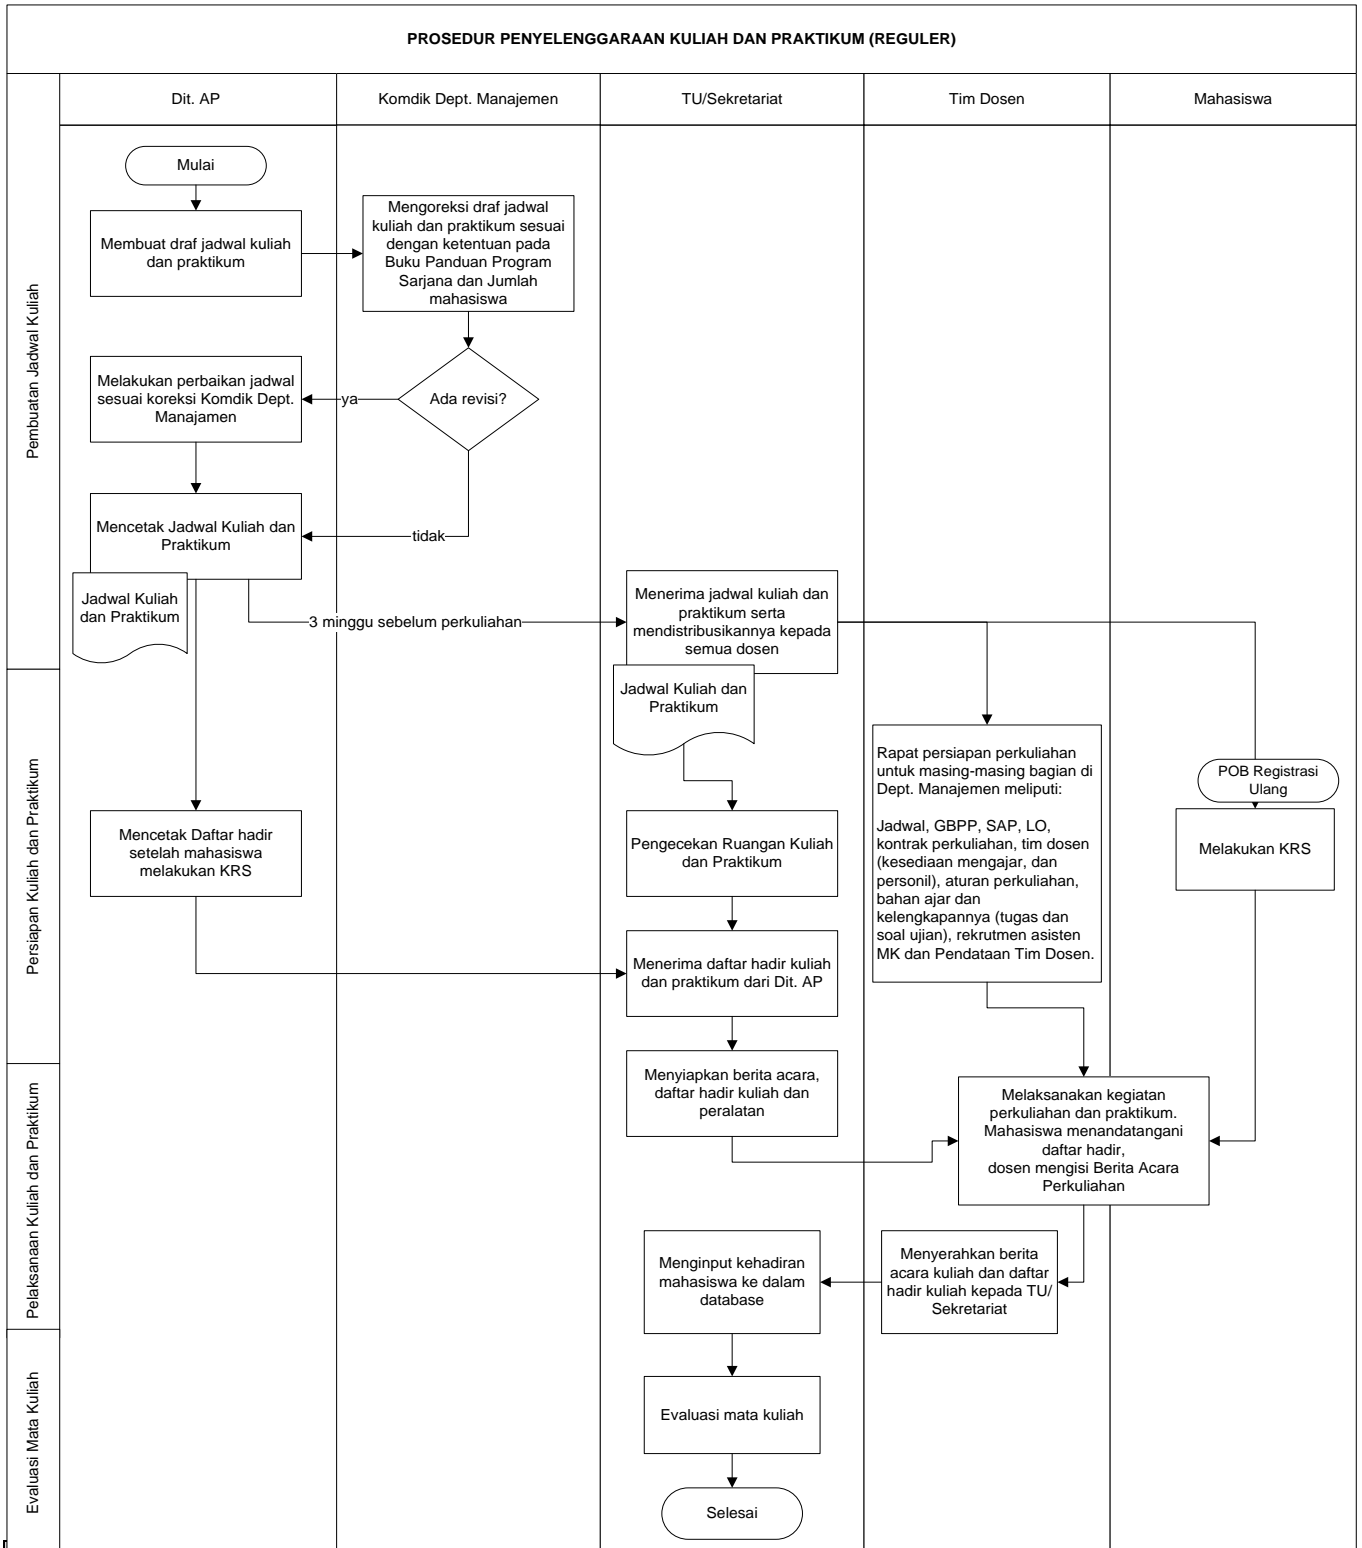 PROSEDUR PENYELENGGARAAN KULIAH DAN PRAKTIKUM (REGULER)
Dit. AP
Komdik Dept. Manajemen
TU/Sekretariat
Tim Dosen
Mahasiswa
Pembuatan Jadwal Kuliah
Mulai
Membuat draf jadwal kuliah
dan praktikum
Mengoreksi draf jadwal
kuliah dan praktikum sesuai
dengan ketentuan pada
Buku Panduan Program
Sarjana dan Jumlah
mahasiswa
Melakukan perbaikan jadwal
sesuai koreksi Komdik Dept.
Manajamen
ya
Ada revisi?
Mencetak Jadwal Kuliah dan
Praktikum
tidak
Jadwal Kuliah
dan Praktikum
3 minggu sebelum perkuliahan
Menerima jadwal kuliah dan
praktikum serta
mendistribusikannya kepada
semua dosen
Persiapan Kuliah dan Praktikum
Jadwal Kuliah dan
Praktikum
Rapat persiapan perkuliahan
untuk masing-masing bagian di
Dept. Manajemen meliputi:
Jadwal, GBPP, SAP, LO,
kontrak perkuliahan, tim dosen
(kesediaan mengajar, dan
personil), aturan perkuliahan,
bahan ajar dan
kelengkapannya (tugas dan
soal ujian), rekrutmen asisten
MK dan Pendataan Tim Dosen.
POB Registrasi
Ulang
Melakukan KRS
Mencetak Daftar hadir
setelah mahasiswa
melakukan KRS
Pengecekan Ruangan Kuliah
dan Praktikum
Menerima daftar hadir kuliah
dan praktikum dari Dit. AP
Pelaksanaan Kuliah dan Praktikum
Menyiapkan berita acara,
daftar hadir kuliah dan
peralatan
Melaksanakan kegiatan
perkuliahan dan praktikum.
Mahasiswa menandatangani
daftar hadir,
dosen mengisi Berita Acara
Perkuliahan
Menginput kehadiran
mahasiswa ke dalam
database
Menyerahkan berita
acara kuliah dan daftar
hadir kuliah kepada TU/
Sekretariat
Evaluasi Mata Kuliah
Evaluasi mata kuliah
Selesai